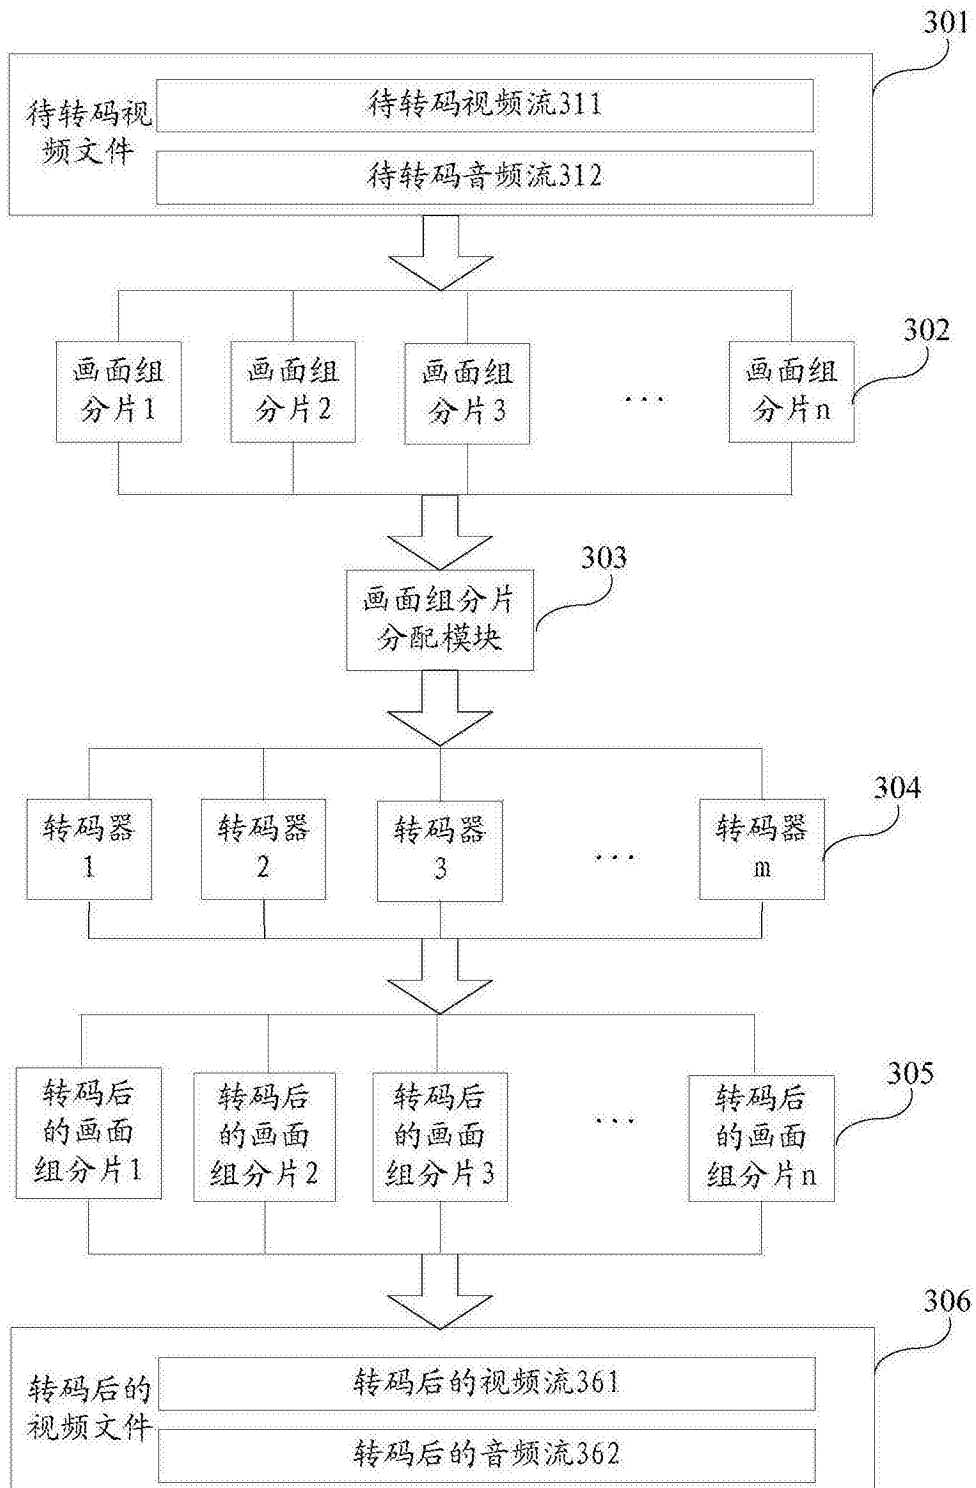 301
待转码视
频文件
待转码视频流311
待转码音频流312
302
画面组
分片1
画面组
分片2
画面组
分片3
...
画面组
分片n
303
画面组分片
分配模块
304
转码器
1
转码器
2
转码器
3
...
转码器
m
305
转码后
的画面
组分片1
转码后
的画面
组分片2
转码后
的画面
组分片3
...
转码后
的画面
组分片n
306
转码后的
视频文件
转码后的视频流361
转码后的音频流362